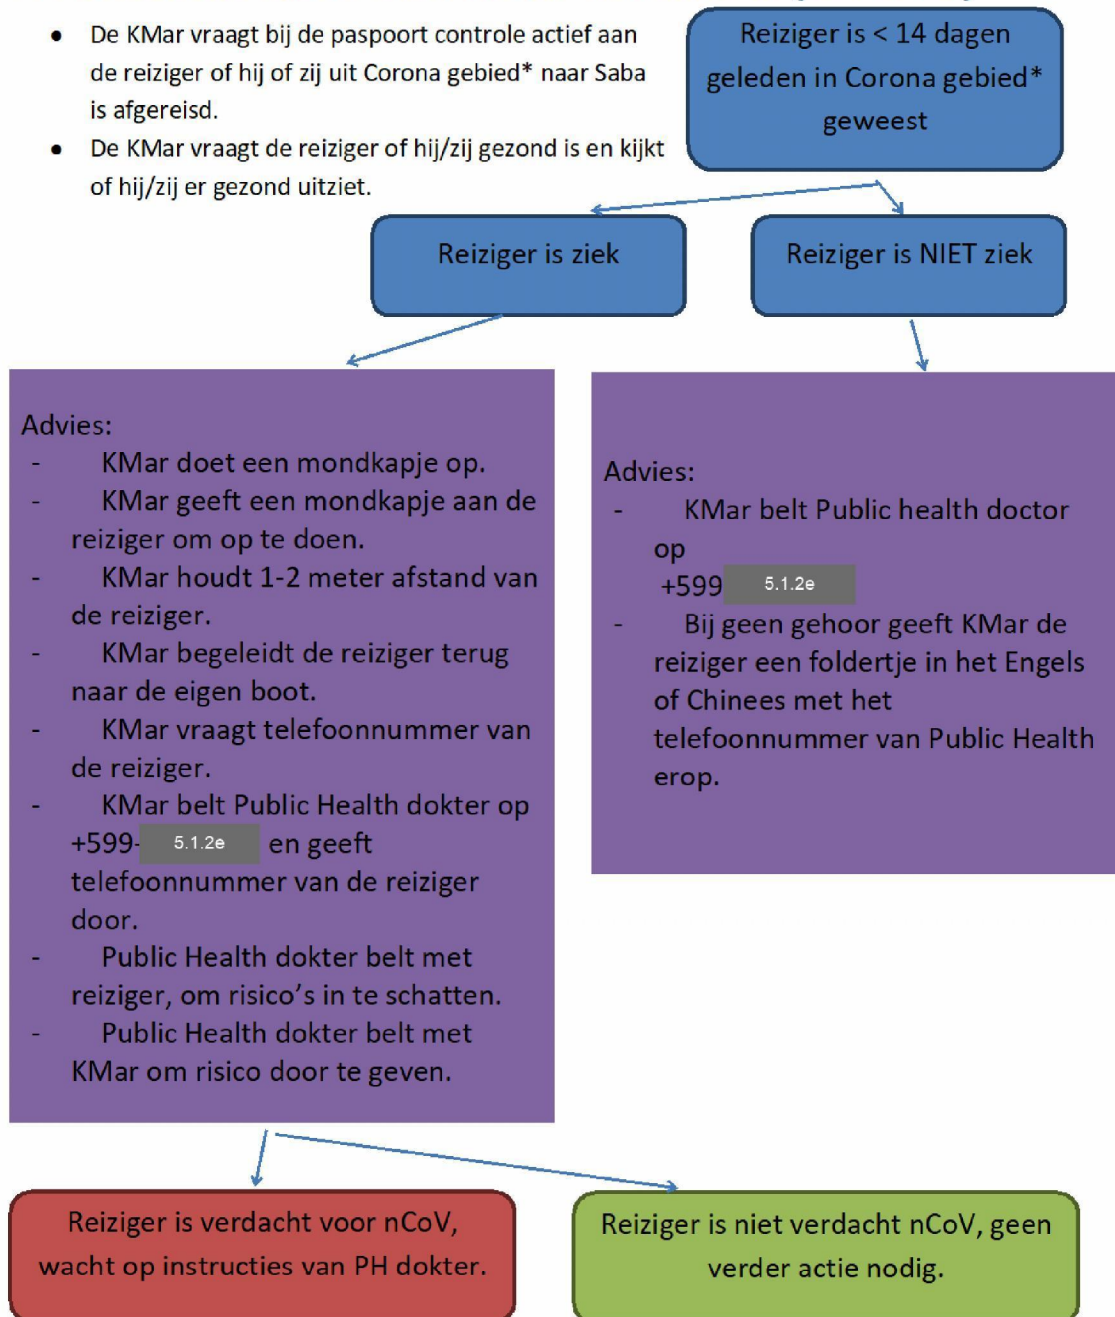 ● De KMar vraagt bij de paspoort controle actief aan
de reiziger of hij of zij uit Corona gebied* naar Saba
is afgereisd.
● De KMar vraagt de reiziger of hij/zij gezond is en kijkt
of hij/zij er gezond uitziet.
Reiziger is < 14 dagen
geleden in Corona gebied*
geweest
Reiziger is ziek
Reiziger is NIET ziek
Advies:
- KMar doet een mondkapje op.
- KMar geeft een mondkapje aan de
reiziger om op te doen.
- KMar houdt 1-2 meter afstand van
de reiziger.
- KMar begeleidt de reiziger terug
naar de eigen boot.
- KMar vraagt telefoonnummer van
de reiziger.
- KMar belt Public Health dokter op
+599- 5.1.2e en geeft
telefoonnummer van de reiziger
door.
- Public Health dokter belt met
reiziger, om risico's in te schatten.
- Public Health dokter belt met
KMar om risico door te geven.
Advies:
- KMar belt Public health doctor
op
+599 5.1.2e
- Bij geen gehoor geeft KMar de
reiziger een foldertje in het Engels
of Chinees met het
telefoonnummer van Public Health
erop.
Reiziger is verdacht voor nCoV,
wacht op instructies van PH dokter.
Reiziger is niet verdacht nCoV, geen
verder actie nodig.